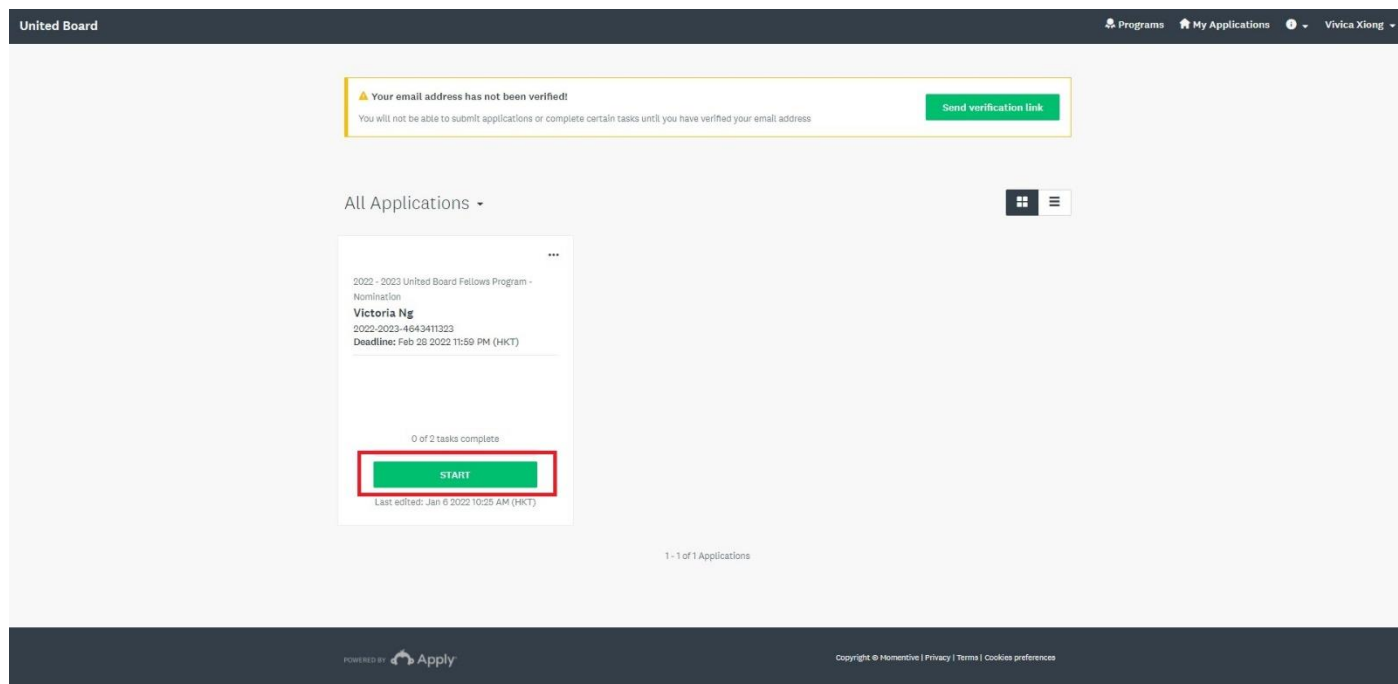 United Board
Programs My Applications Vivica Xiong
Your email address has not been verified!
You will not be able to submit applications or complete certain tasks until you have verified your email address
Send verification link
All Applications
2022 - 2023 United Board Fellows Program -
Nomination
Victoria Ng
2022-2023-4643411323
Deadline: Feb 28 2022 11:59 PM (HKT)
0 of 2 tasks complete
START
Last edited: Jan 6 2022 10:25 AM (HKT)
1 - 1 of 1 Applications
POWERED BY Apply
Copyright © Momentive | Privacy | Terms | Cookies preferences